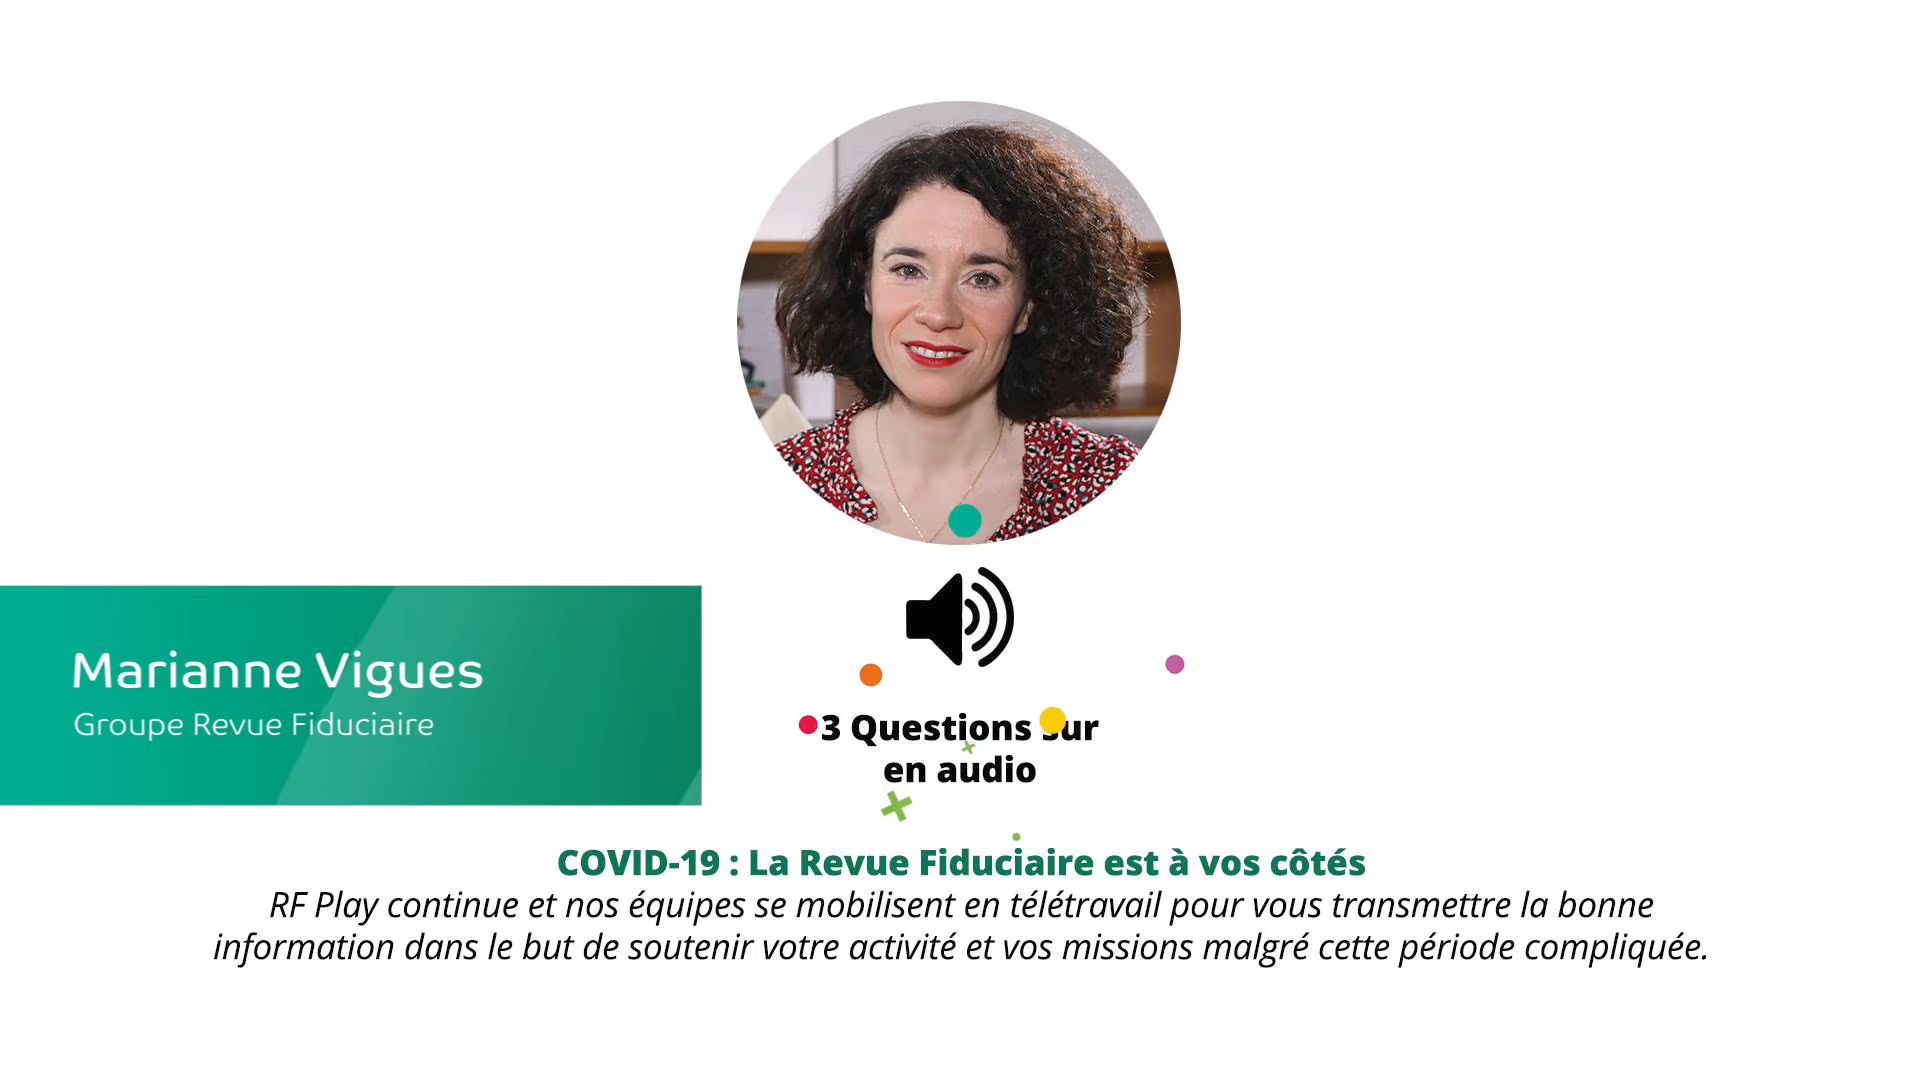 Marianne Vigues
Groupe Revue Fiduciaire
3 Questions sur
en audio
COVID-19 : La Revue Fiduciaire est à vos côtés
RF Play continue et nos équipes se mobilisent en télétravail pour vous transmettre la bonne
information dans le but de soutenir votre activité et vos missions malgré cette période compliquée.